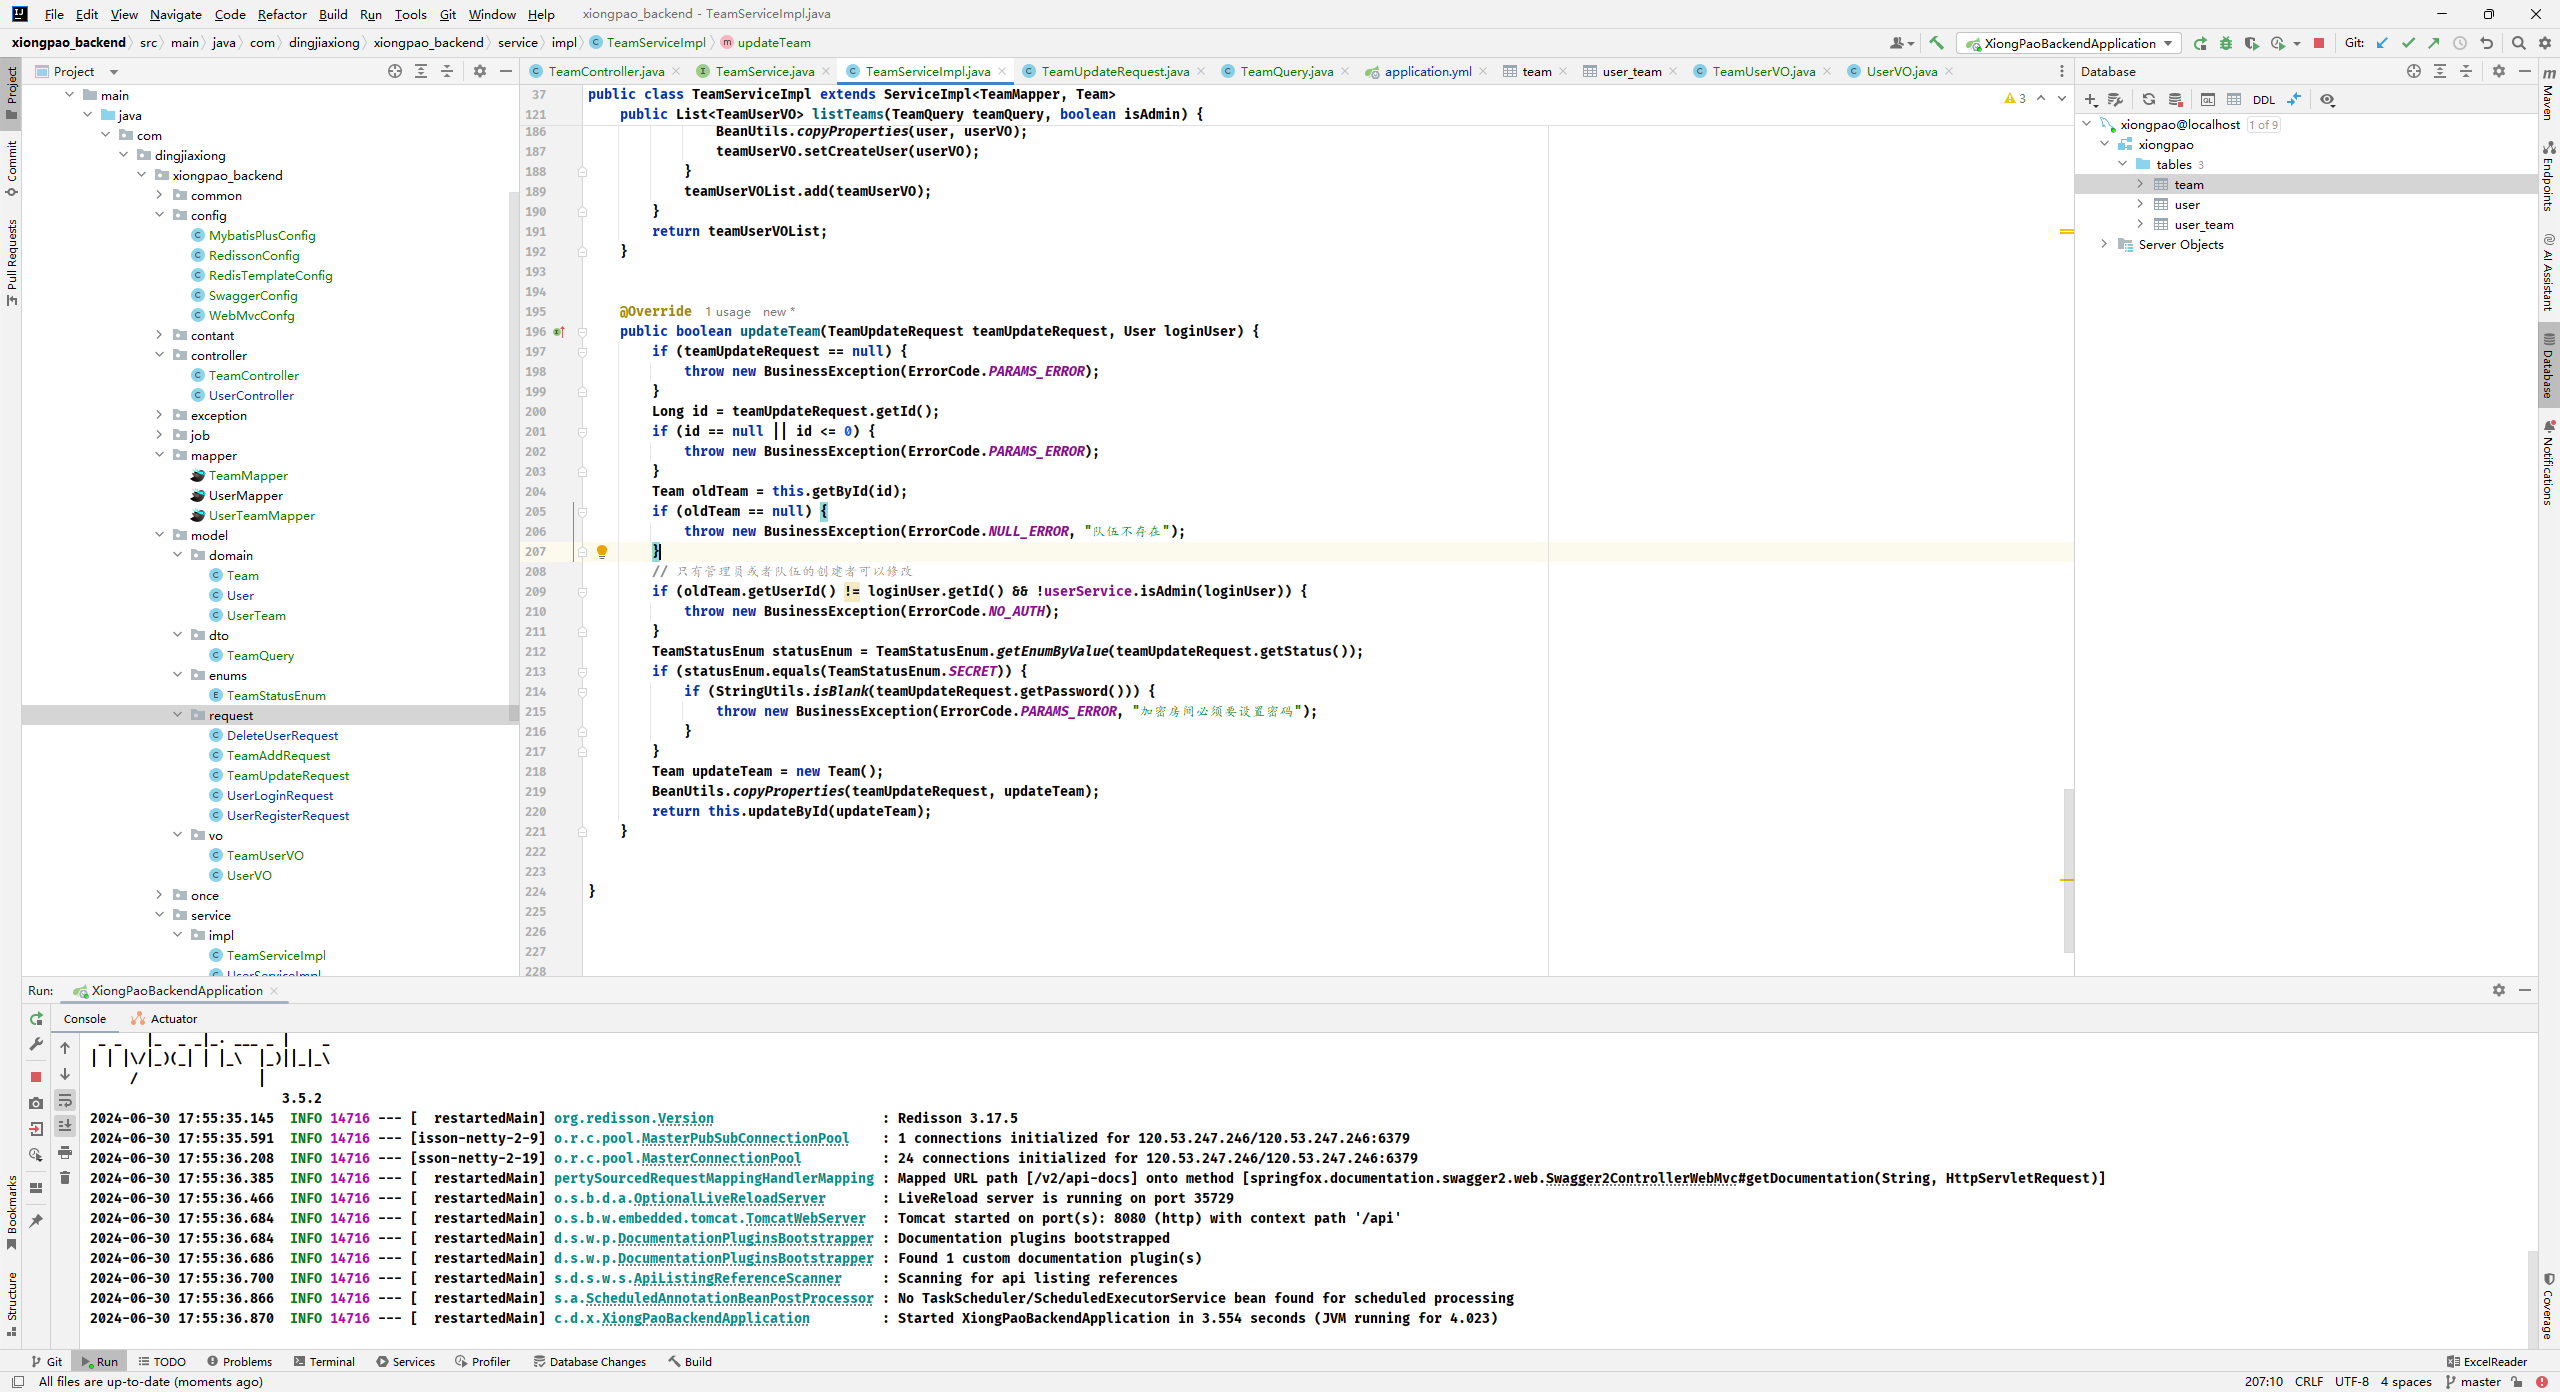 File Edit View Navigate Code Refactor Build Run Tools Git Window Help xiongpao_backend - TeamServiceImpl.java
xiongpao_backend src main java com dingjiaxiong xiongpao_backend service impl TeamServiceImpl updateTeam
XiongPaoBackendApplication Git:
Project
TeamController.java TeamService.java TeamServiceImpl.java TeamUpdateRequest.java TeamQuery.java application.yml team user_team TeamUserVO.java UserVO.java
Database
Project
Commit
Pull Requests
Bookmarks
Structure
main
java
com
dingjiaxiong
xiongpao_backend
common
config
MybatisPlusConfig
RedissonConfig
RedisTemplateConfig
SwaggerConfig
WebMvcConfg
contant
controller
TeamController
UserController
exception
job
mapper
TeamMapper
UserMapper
UserTeamMapper
model
domain
Team
User
UserTeam
dto
TeamQuery
enums
TeamStatusEnum
request
DeleteUserRequest
TeamAddRequest
TeamUpdateRequest
UserLoginRequest
UserRegisterRequest
vo
TeamUserVO
UserVO
once
service
impl
TeamServiceImpl
UserServiceImpl
37 public class TeamServiceImpl extends ServiceImpl<TeamMapper, Team>
3
121 public List<TeamUserVO> listTeams(TeamQuery teamQuery, boolean isAdmin) {
186 BeanUtils.copyProperties(user, userVO);
187 teamUserVO.setCreateUser(userVO);
188 }
189 teamUserVOList.add(teamUserVO);
190 }
191 return teamUserVOList;
192 }
193
194
195 @Override 1 usage new *
196 public boolean updateTeam(TeamUpdateRequest teamUpdateRequest, User loginUser) {
197 if (teamUpdateRequest == null) {
198 throw new BusinessException(ErrorCode.PARAMS_ERROR);
199 }
200 Long id = teamUpdateRequest.getId();
201 if (id == null || id <= 0) {
202 throw new BusinessException(ErrorCode.PARAMS_ERROR);
203 }
204 Team oldTeam = this.getById(id);
205 if (oldTeam == null) {
206 throw new BusinessException(ErrorCode.NULL_ERROR, "队伍不存在");
207 }
208 // 只有管理员或者队伍的创建者可以修改
209 if (oldTeam.getUserId() != loginUser.getId() && !userService.isAdmin(loginUser)) {
210 throw new BusinessException(ErrorCode.NO_AUTH);
211 }
212 TeamStatusEnum statusEnum = TeamStatusEnum.getEnumByValue(teamUpdateRequest.getStatus());
213 if (statusEnum.equals(TeamStatusEnum.SECRET)) {
214 if (StringUtils.isBlank(teamUpdateRequest.getPassword())) {
215 throw new BusinessException(ErrorCode.PARAMS_ERROR, "加密房间必须要设置密码");
216 }
217 }
218 Team updateTeam = new Team();
219 BeanUtils.copyProperties(teamUpdateRequest, updateTeam);
220 return this.updateById(updateTeam);
221 }
222
223
224 }
225
226
227
228
DDL
xiongpao@localhost 1 of 9
xiongpao
tables 3
team
user
user_team
Server Objects
Maven
Endpoints
AI Assistant
Database
Notifications
Coverage
Run: XiongPaoBackendApplication
Console Actuator
3.5.2
2024-06-30 17:55:35.145 INFO 14716 --- [ restartedMain] org.redisson.Version : Redisson 3.17.5
2024-06-30 17:55:35.591 INFO 14716 --- [isson-netty-2-9] o.r.c.pool.MasterPubSubConnectionPool : 1 connections initialized for 120.53.247.246/120.53.247.246:6379
2024-06-30 17:55:36.208 INFO 14716 --- [sson-netty-2-19] o.r.c.pool.MasterConnectionPool : 24 connections initialized for 120.53.247.246/120.53.247.246:6379
2024-06-30 17:55:36.385 INFO 14716 --- [ restartedMain] pertySourcedRequestMappingHandlerMapping : Mapped URL path [/v2/api-docs] onto method [springfox.documentation.swagger2.web.Swagger2ControllerWebMvc#getDocumentation(String, HttpServletRequest)]
2024-06-30 17:55:36.466 INFO 14716 --- [ restartedMain] o.s.b.d.a.OptionalLiveReloadServer : LiveReload server is running on port 35729
2024-06-30 17:55:36.684 INFO 14716 --- [ restartedMain] o.s.b.w.embedded.tomcat.TomcatWebServer : Tomcat started on port(s): 8080 (http) with context path '/api'
2024-06-30 17:55:36.684 INFO 14716 --- [ restartedMain] d.s.w.p.DocumentationPluginsBootstrapper : Documentation plugins bootstrapped
2024-06-30 17:55:36.686 INFO 14716 --- [ restartedMain] d.s.w.p.DocumentationPluginsBootstrapper : Found 1 custom documentation plugin(s)
2024-06-30 17:55:36.700 INFO 14716 --- [ restartedMain] s.d.s.w.s.ApiListingReferenceScanner : Scanning for api listing references
2024-06-30 17:55:36.866 INFO 14716 --- [ restartedMain] s.a.ScheduledAnnotationBeanPostProcessor : No TaskScheduler/ScheduledExecutorService bean found for scheduled processing
2024-06-30 17:55:36.870 INFO 14716 --- [ restartedMain] c.d.x.XiongPaoBackendApplication : Started XiongPaoBackendApplication in 3.554 seconds (JVM running for 4.023)
Git Run TODO Problems Terminal Services Profiler Database Changes Build ExcelReader
All files are up-to-date (moments ago) 207:10 CRLF UTF-8 4 spaces master